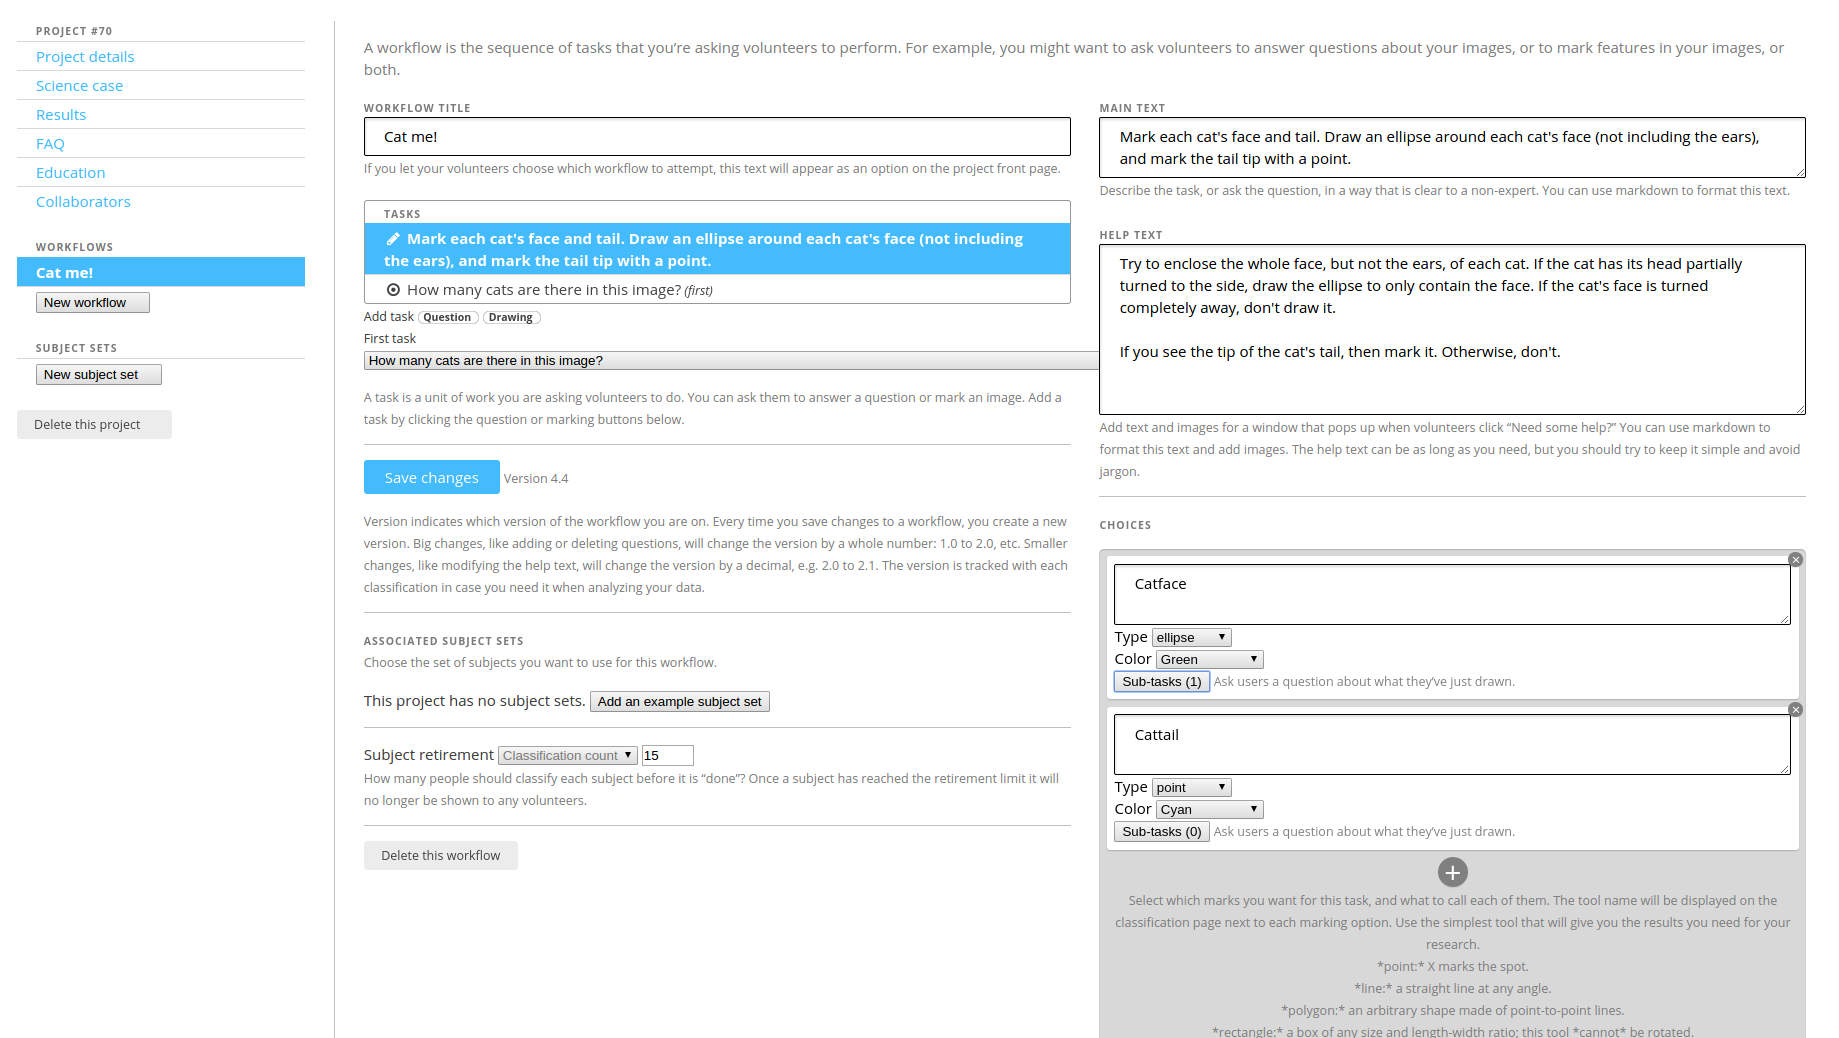 PROJECT #70
Project details
Science case
Results
FAQ
Education
Collaborators
WORKFLOWS
Cat me!
New workflow
SUBJECT SETS
New subject set
Delete this project
A workflow is the sequence of tasks that you’re asking volunteers to perform. For example, you might want to ask volunteers to answer questions about your images, or to mark features in your images, or
both.
WORKFLOW TITLE
Cat me!
If you let your volunteers choose which workflow to attempt, this text will appear as an option on the project front page.
TASKS
Mark each cat's face and tail. Draw an ellipse around each cat's face (not including
the ears), and mark the tail tip with a point.
How many cats are there in this image? (first)
Add task Question Drawing
First task
How many cats are there in this image?
A task is a unit of work you are asking volunteers to do. You can ask them to answer a question or mark an image. Add a
task by clicking the question or marking buttons below.
Save changes Version 4.4
Version indicates which version of the workflow you are on. Every time you save changes to a workflow, you create a new
version. Big changes, like adding or deleting questions, will change the version by a whole number: 1.0 to 2.0, etc. Smaller
changes, like modifying the help text, will change the version by a decimal, e.g. 2.0 to 2.1. The version is tracked with each
classification in case you need it when analyzing your data.
ASSOCIATED SUBJECT SETS
Choose the set of subjects you want to use for this workflow.
This project has no subject sets. Add an example subject set
Subject retirement Classification count 15
How many people should classify each subject before it is “done”? Once a subject has reached the retirement limit it will
no longer be shown to any volunteers.
Delete this workflow
MAIN TEXT
Mark each cat's face and tail. Draw an ellipse around each cat's face (not including the ears),
and mark the tail tip with a point.
Describe the task, or ask the question, in a way that is clear to a non-expert. You can use markdown to format this text.
HELP TEXT
Try to enclose the whole face, but not the ears, of each cat. If the cat has its head partially
turned to the side, draw the ellipse to only contain the face. If the cat's face is turned
completely away, don't draw it.
If you see the tip of the cat's tail, then mark it. Otherwise, don't.
Add text and images for a window that pops up when volunteers click “Need some help?” You can use markdown to
format this text and add images. The help text can be as long as you need, but you should try to keep it simple and avoid
jargon.
CHOICES
Catface
Type ellipse
Color Green
Sub-tasks (1) Ask users a question about what they’ve just drawn.
Cattail
Type point
Color Cyan
Sub-tasks (0) Ask users a question about what they’ve just drawn.
Select which marks you want for this task, and what to call each of them. The tool name will be displayed on the
classification page next to each marking option. Use the simplest tool that will give you the results you need for your
research.
*point:* X marks the spot.
*line:* a straight line at any angle.
*polygon:* an arbitrary shape made of point-to-point lines.
*rectangle:* a box of any size and length-width ratio; this tool *cannot* be rotated.